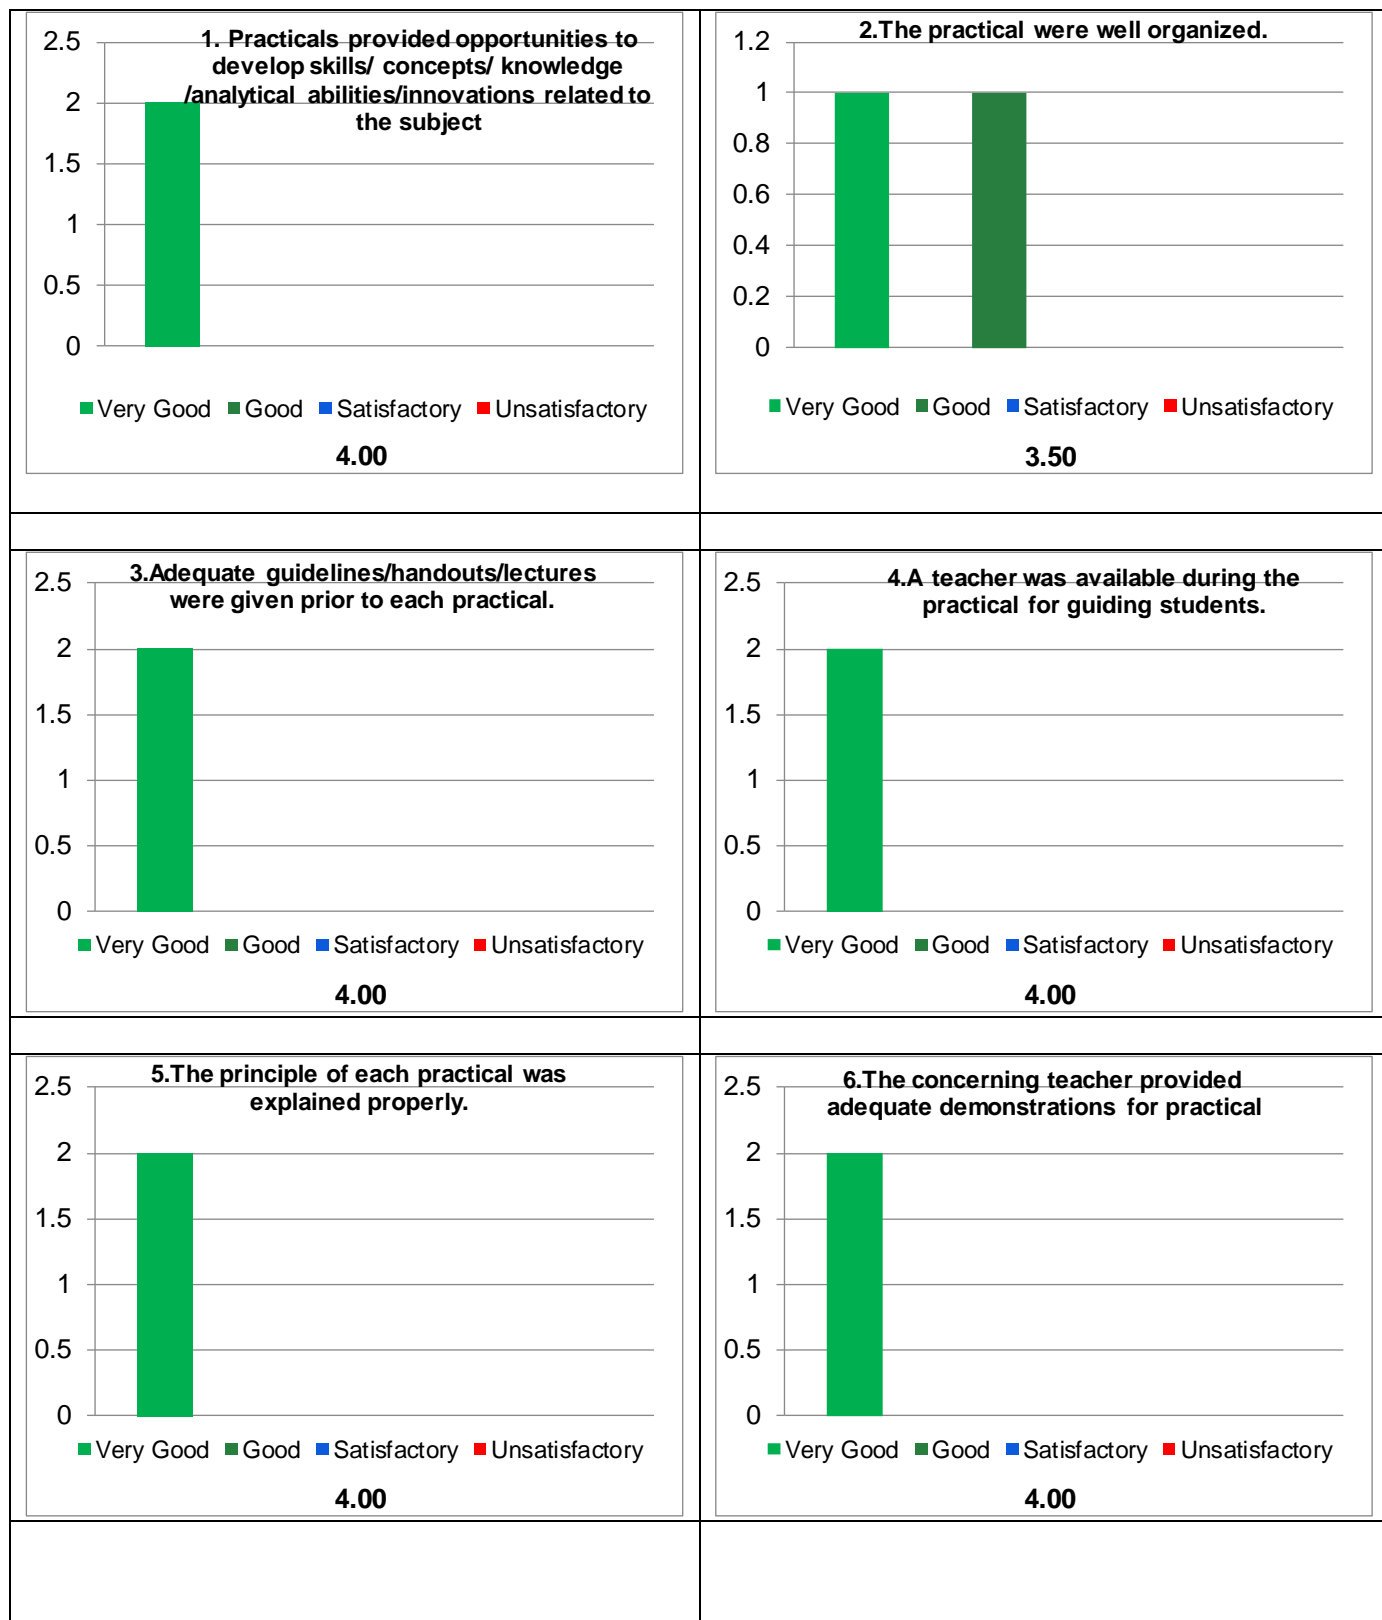 1. Practicals provided opportunities to
develop skills/ concepts/ knowledge
/analytical abilities/innovations related to
the subject
2.5
2
1.5
1
0.5
0
Very Good Good Satisfactory Unsatisfactory
4.00
2.The practical were well organized.
1.2
1
0.8
0.6
0.4
0.2
0
Very Good Good Satisfactory Unsatisfactory
3.50
3.Adequate guidelines/handouts/lectures
were given prior to each practical.
2.5
2
1.5
1
0.5
0
Very Good Good Satisfactory Unsatisfactory
4.00
4.A teacher was available during the
practical for guiding students.
2.5
2
1.5
1
0.5
0
Very Good Good Satisfactory Unsatisfactory
4.00
5.The principle of each practical was
explained properly.
2.5
2
1.5
1
0.5
0
Very Good Good Satisfactory Unsatisfactory
4.00
6.The concerning teacher provided
adequate demonstrations for practical
2.5
2
1.5
1
0.5
0
Very Good Good Satisfactory Unsatisfactory
4.00